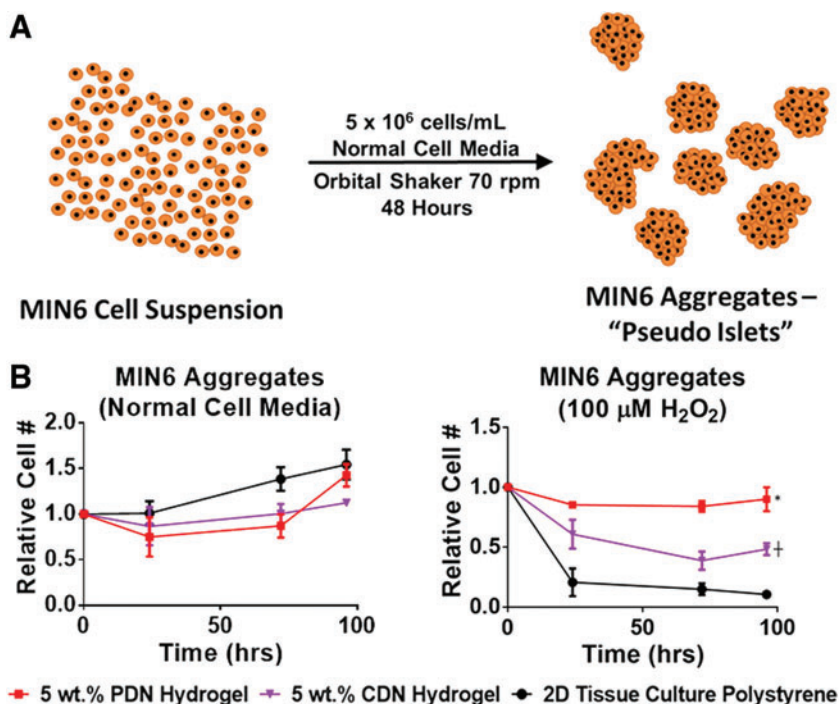 A
5 x 10⁶ cells/mL
Normal Cell Media
Orbital Shaker 70 rpm
48 Hours
MIN6 Cell Suspension
MIN6 Aggregates –
"Pseudo Islets"
B
MIN6 Aggregates
(Normal Cell Media)
Relative Cell #
2.0
1.5
1.0
0.5
0.0
0
50
100
Time (hrs)
MIN6 Aggregates
(100 µM H₂O₂)
Relative Cell #
1.5
1.0
0.5
0.0
*
┼
0
50
100
Time (hrs)
5 wt.% PDN Hydrogel 5 wt.% CDN Hydrogel 2D Tissue Culture Polystyrene